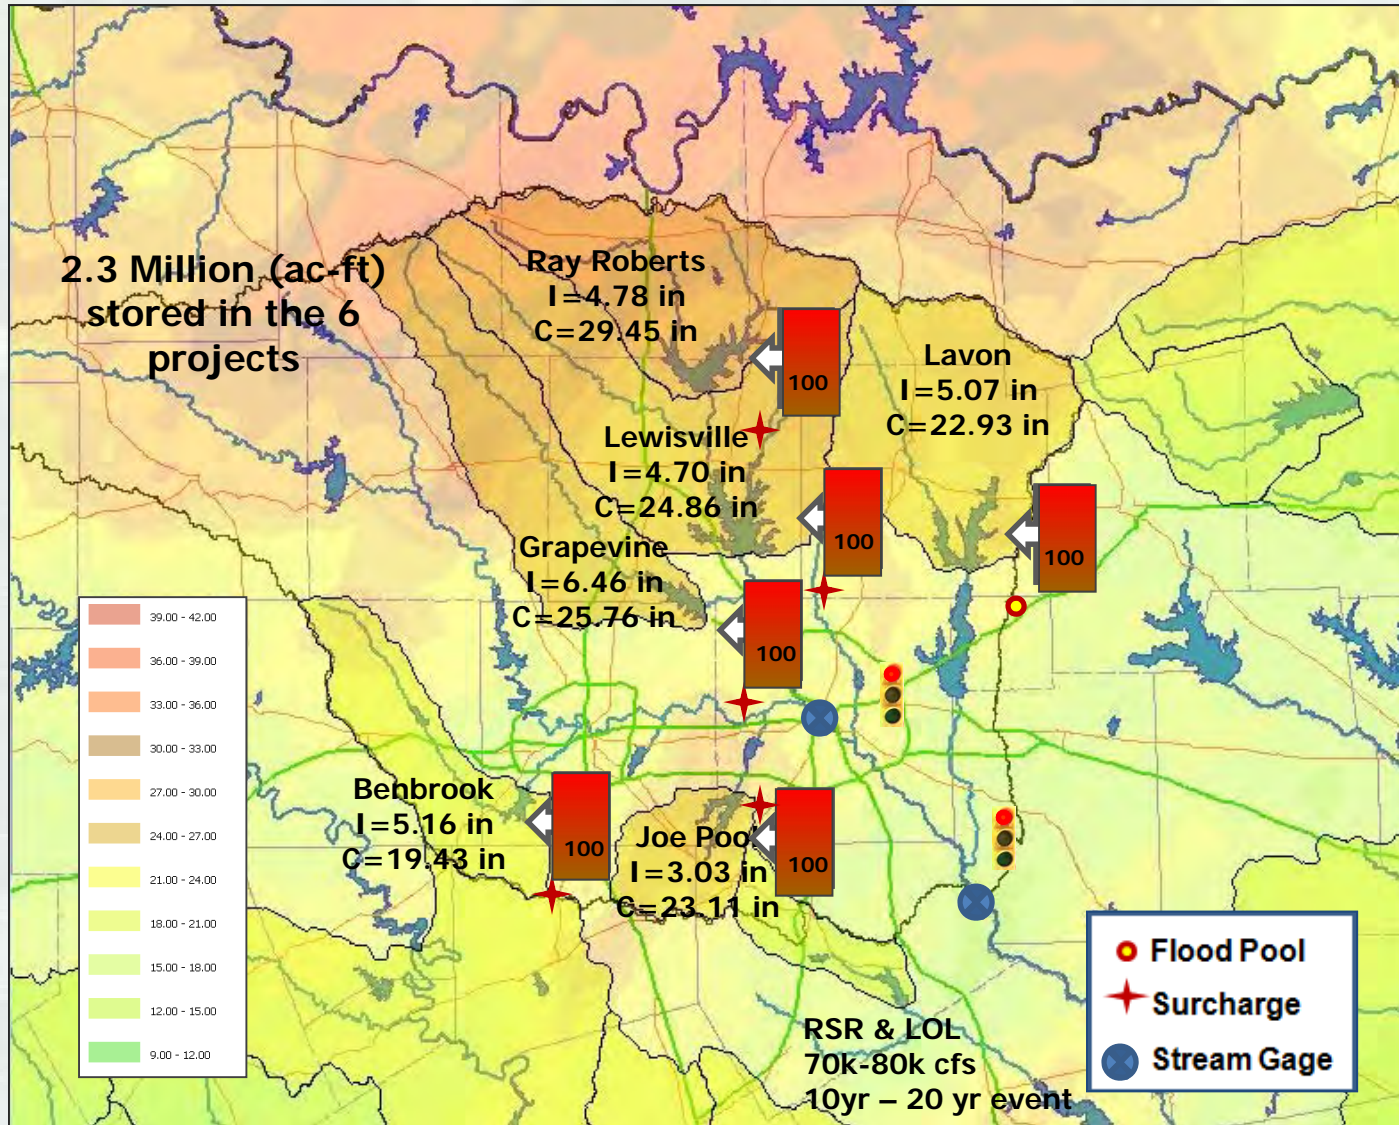 2.3 Million (ac-ft)
stored in the 6
projects
Ray Roberts
I=4.78 in
C=29.45 in
100
Lavon
I=5.07 in
C=22.93 in
100
Lewisville
I=4.70 in
C=24.86 in
100
Grapevine
I=6.46 in
C=25.76 in
100
Benbrook
I=5.16 in
C=19.43 in
100
Joe Pool
I=3.03 in
C=23.11 in
100
39.00 - 42.00
36.00 - 39.00
33.00 - 36.00
30.00 - 33.00
27.00 - 30.00
24.00 - 27.00
21.00 - 24.00
18.00 - 21.00
15.00 - 18.00
12.00 - 15.00
9.00 - 12.00
RSR & LOL
70k-80k cfs
10yr – 20 yr event
Flood Pool
Surcharge
Stream Gage